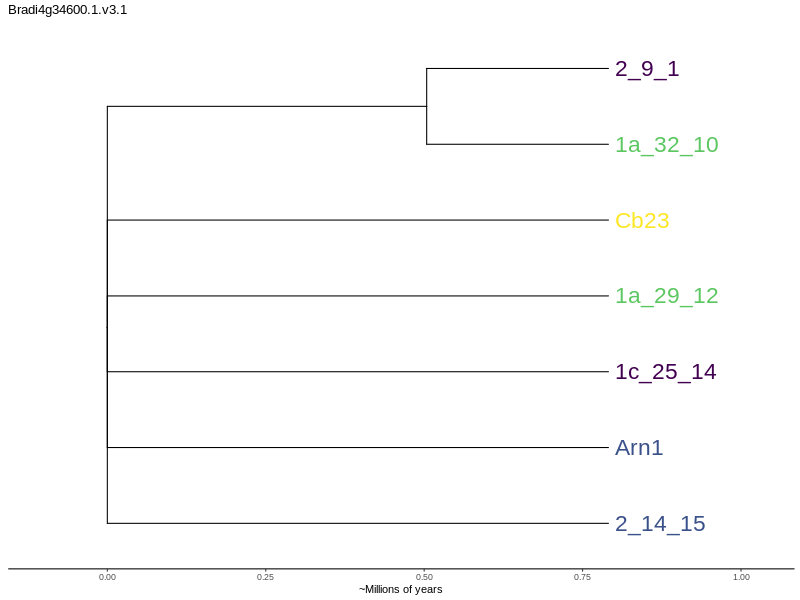 Bradi4g34600.1.v3.1
2_9_1
1a_32_10
Cb23
1a_29_12
1c_25_14
Arn1
2_14_15
0.00 0.25 0.50 0.75 1.00
~Millions of years